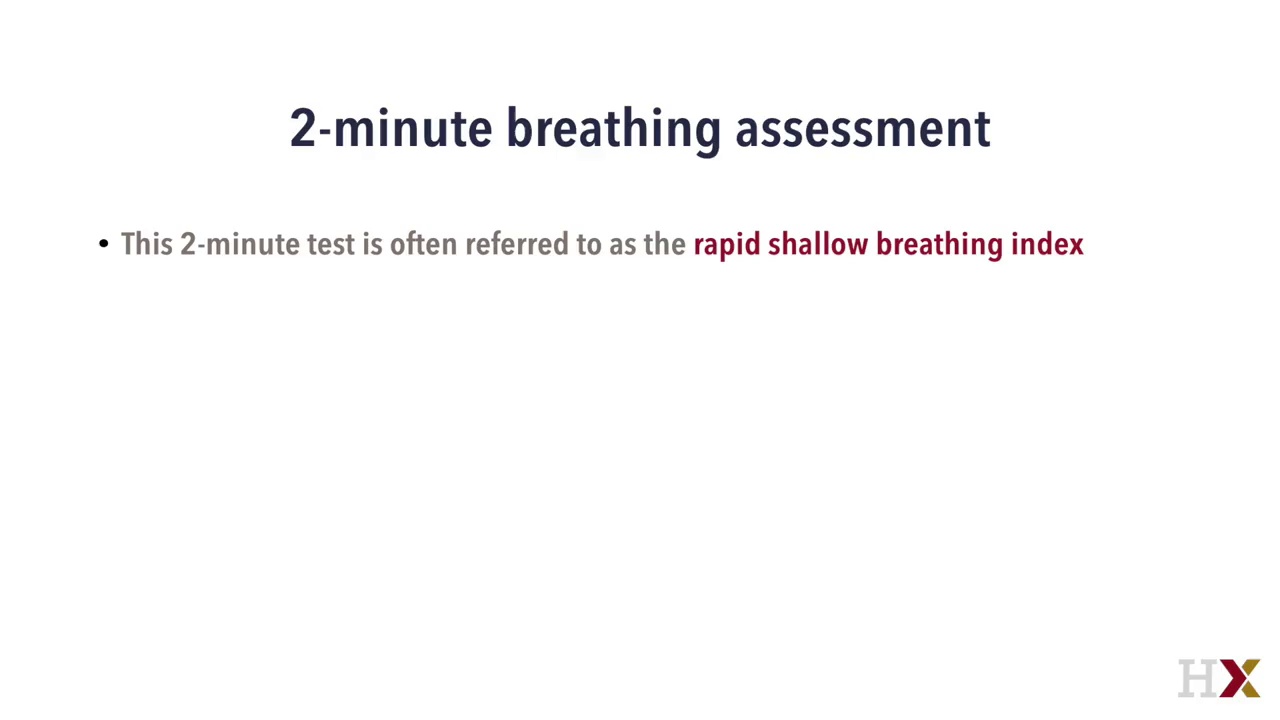 2-minute breathing assessment
• This 2-minute test is often referred to as the rapid shallow breathing index
HX